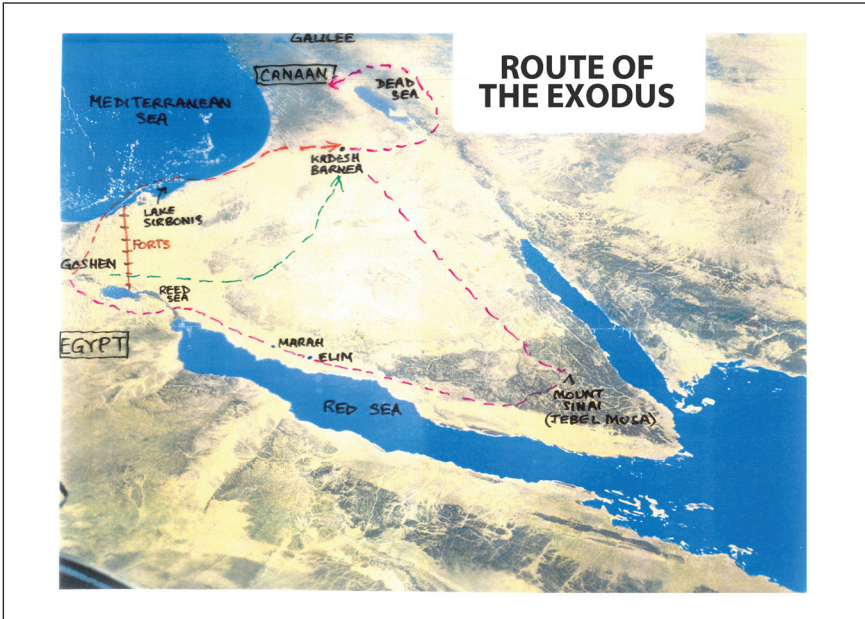 ROUTE OF
THE EXODUS
GALILEE
CANAAN
DEAD
SEA
MEDITERRANEAN
SEA
KADESH
BARNEA
LAKE
SIRBONIS
FORTS
GOSHEN
REED
SEA
EGYPT
MARAH
ELIM
MOUNT
SINAI
(JEBEL MUSA)
RED SEA